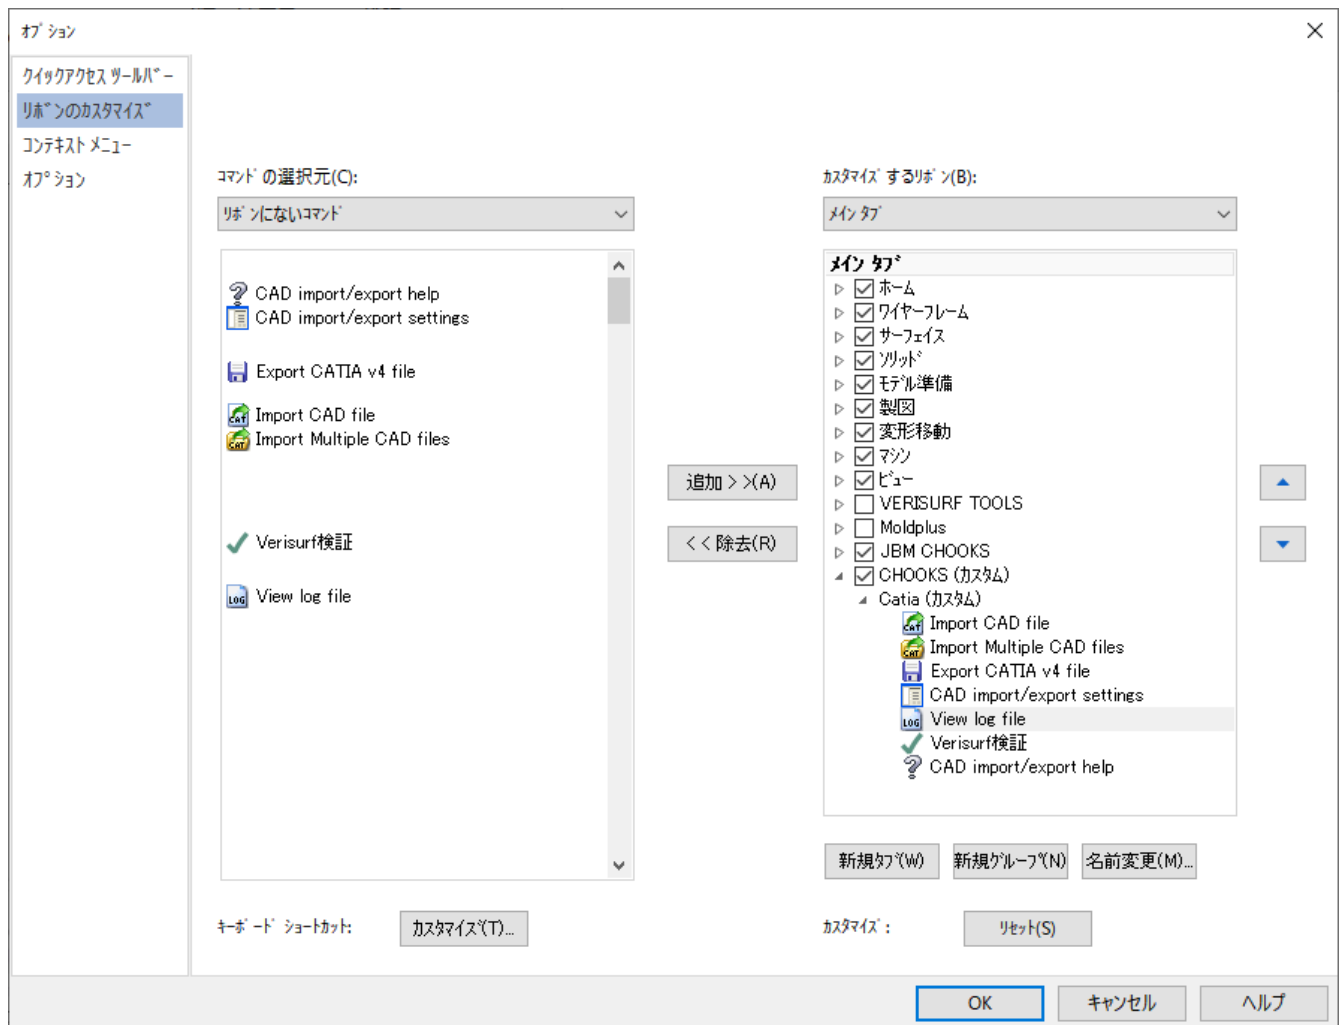 ｵﾌﾟｼｮﾝ
ｸｲｯｸｱｸｾｽ ﾂｰﾙﾊﾞｰ
ﾘﾎﾞﾝのｶｽﾀﾏｲｽﾞ
ｺﾝﾃｷｽﾄ ﾒﾆｭｰ
ｵﾌﾟｼｮﾝ
ｺﾏﾝﾄﾞの選択元(C):
ﾘﾎﾞﾝにないｺﾏﾝﾄﾞ
CAD import/export help
CAD import/export settings
Export CATIA v4 file
Import CAD file
Import Multiple CAD files
Verisurf検証
View log file
ｷｰﾎﾞｰﾄﾞ ｼｮｰﾄｶｯﾄ:
ｶｽﾀﾏｲｽﾞ(T)...
追加 >>(A)
<< 除去(R)
ｶｽﾀﾏｲｽﾞするﾘﾎﾞﾝ(B):
ﾒｲﾝ ﾀﾌﾞ
ﾒｲﾝ ﾀﾌﾞ
ﾎｰﾑ
ﾜｲﾔｰﾌﾚｰﾑ
ｻｰﾌｪｲｽ
ｿﾘｯﾄﾞ
ﾓﾃﾞﾙ準備
製図
変形移動
ﾏｼﾝ
ﾋﾞｭｰ
VERISURF TOOLS
Moldplus
JBM CHOOKS
CHOOKS (ｶｽﾀﾑ)
Catia (ｶｽﾀﾑ)
Import CAD file
Import Multiple CAD files
Export CATIA v4 file
CAD import/export settings
View log file
Verisurf検証
CAD import/export help
新規ﾀﾌﾞ(W)
新規ｸﾞﾙｰﾌﾟ(N)
名前変更(M)...
ｶｽﾀﾏｲｽﾞ:
ﾘｾｯﾄ(S)
OK
ｷｬﾝｾﾙ
ﾍﾙﾌﾟ